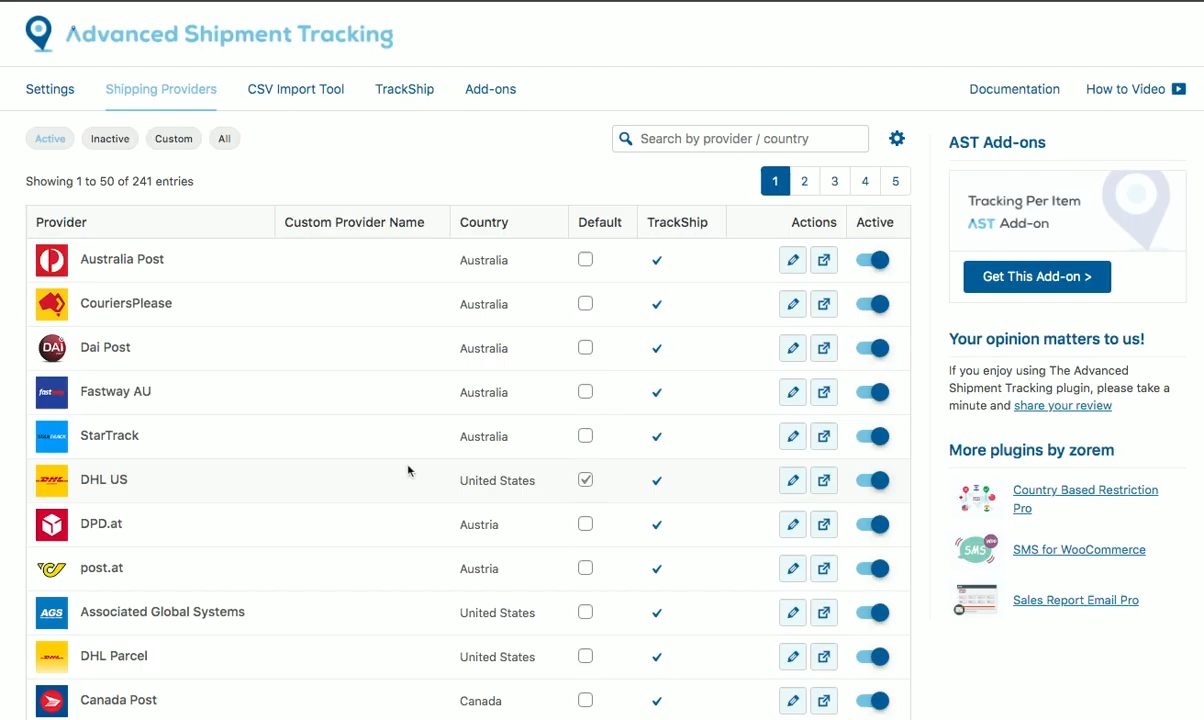 Advanced Shipment Tracking
Settings
Shipping Providers
CSV Import Tool
TrackShip
Add-ons
Documentation
How to Video
Active
Inactive
Custom
All
Search by provider / country
Showing 1 to 50 of 241 entries
1 2 3 4 5
Provider Custom Provider Name Country Default TrackShip Actions Active
Australia Post Australia
CouriersPlease Australia
DAI Dai Post Australia
Fastway AU Australia
StarTrack Australia
DHL DHL US United States
DPD.at Austria
post.at Austria
AGS Associated Global Systems United States
DHL Parcel United States
Canada Post Canada
AST Add-ons
Tracking Per Item
AST Add-on
Get This Add-on >
Your opinion matters to us!
If you enjoy using The Advanced
Shipment Tracking plugin, please take a
minute and share your review
More plugins by zorem
Country Based Restriction
Pro
SMS
SMS for WooCommerce
Sales Report Email Pro